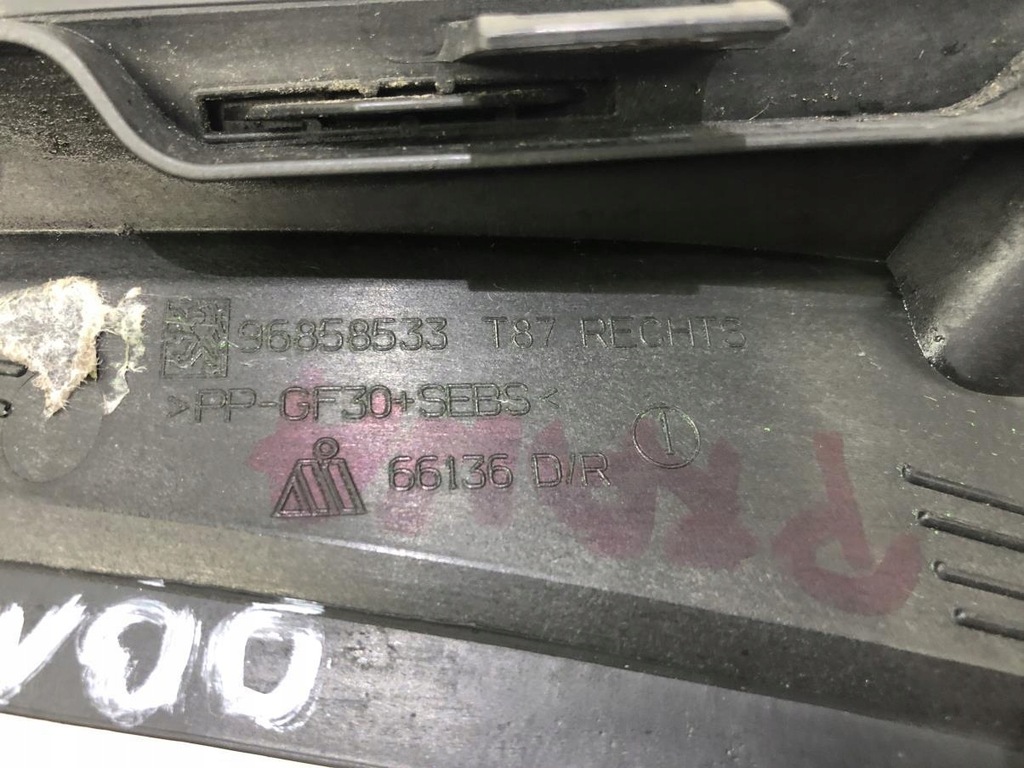 96858533 T87 RECHTS
>PP-GF30+SEBS<
66136 D/R